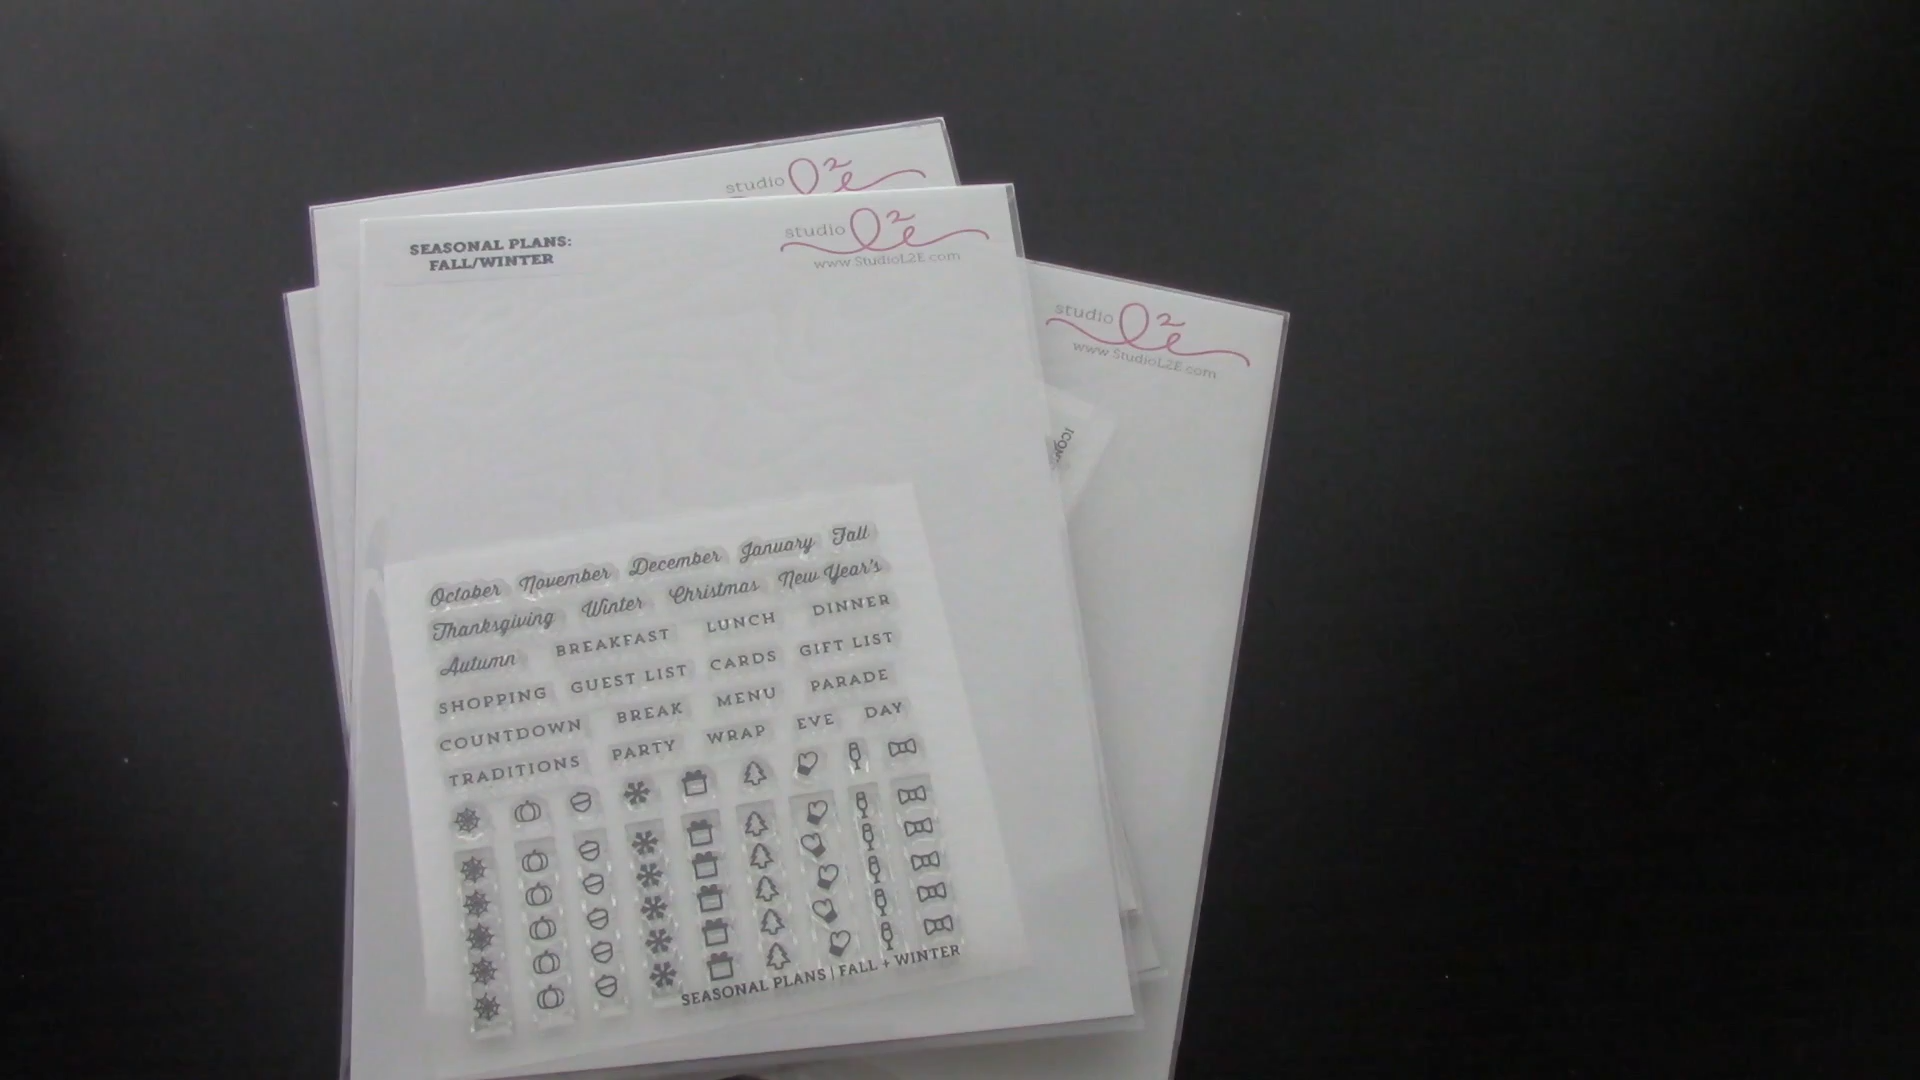 studio l2e
SEASONAL PLANS:
FALL/WINTER
studio l2e
www.StudioL2E.com
studio l2e
www.StudioL2E.com
October November December January Fall
Thanksgiving Winter Christmas New Year's
Autumn BREAKFAST LUNCH DINNER
SHOPPING GUEST LIST CARDS GIFT LIST
COUNTDOWN BREAK MENU PARADE
TRADITIONS PARTY WRAP EVE DAY
SEASONAL PLANS | FALL + WINTER